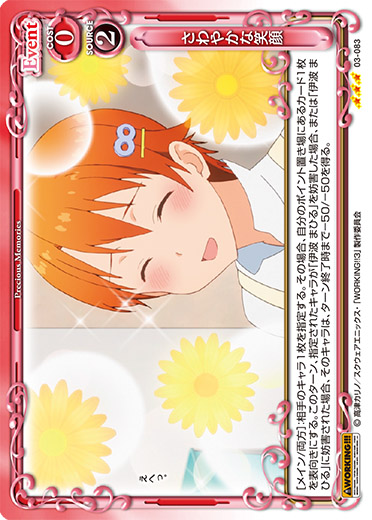 Event
COST
0
SOURCE
2
さわやかな笑顔
Precious Memories
えへっ。
[メイン/両方]：相手のキャラ1枚を指定する。その場合、自分のポイント置き場にあるカード1枚
を表向きにする。このターン、指定されたキャラが「伊波 まひる」を妨害した場合、または「伊波 ま
ひる」に妨害された場合、そのキャラは、ターン終了時まで－50/－50を得る。
WORKING!!!
© 高津カリノ/スクウェアエニックス・「WORKING!!3」製作委員会
03-083